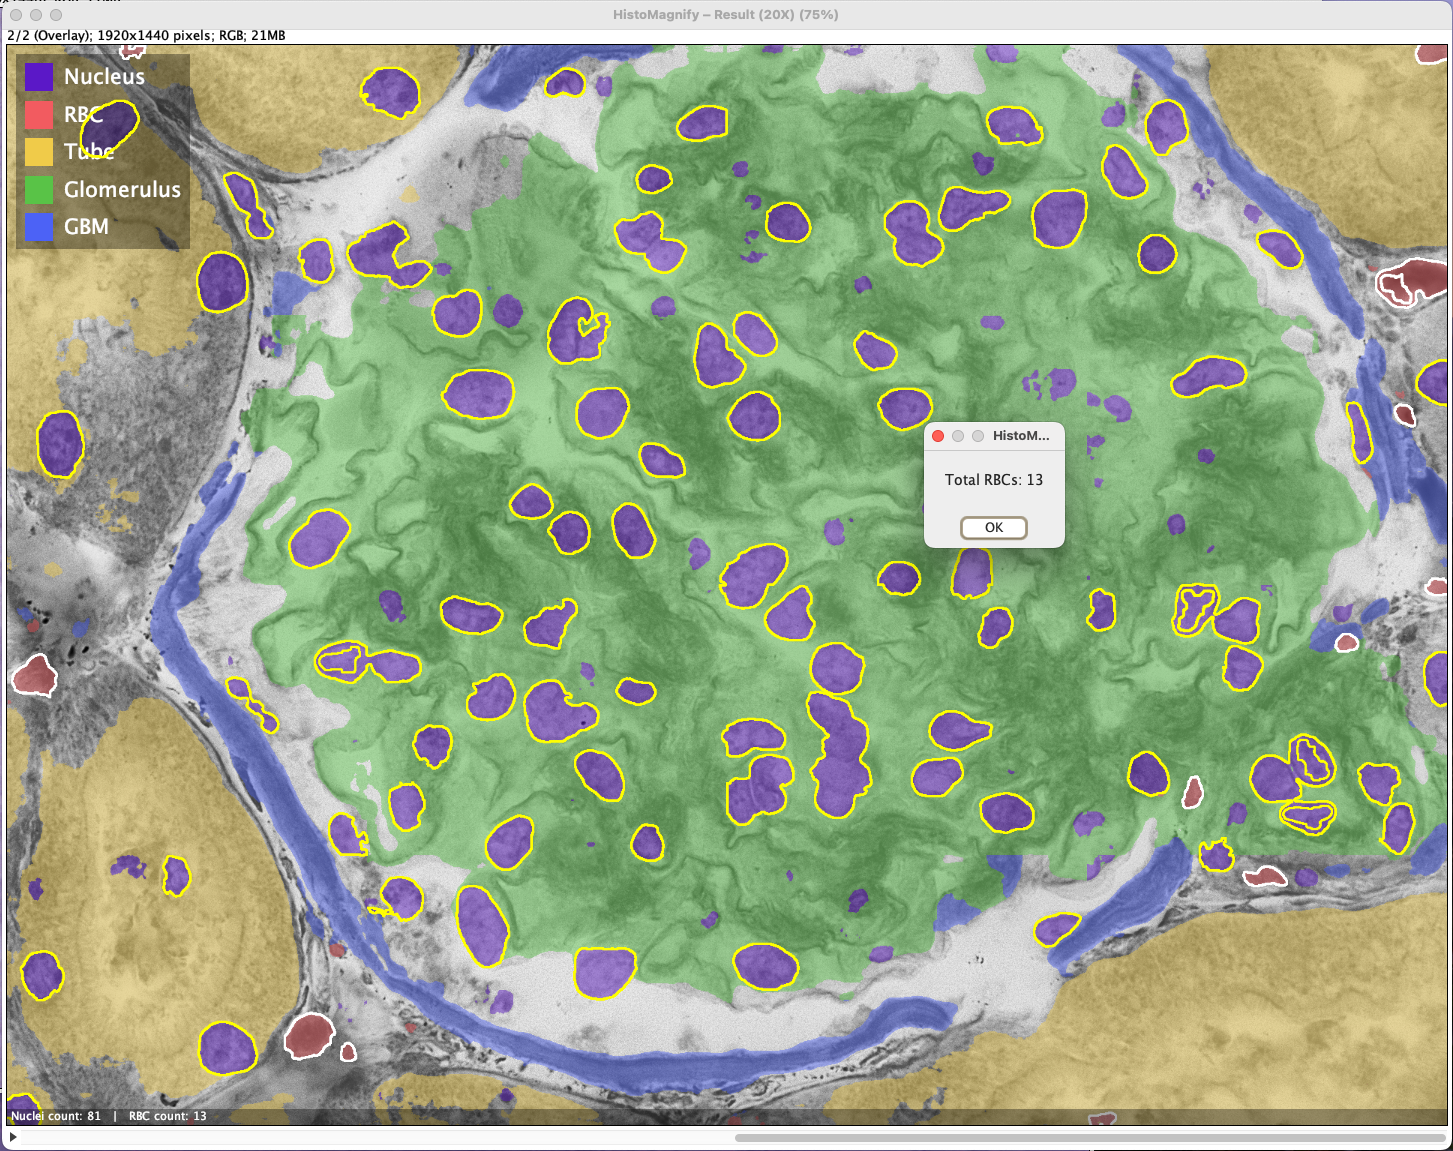 HistoMagnify – Result (20X) (75%)
2/2 (Overlay); 1920x1440 pixels; RGB; 21MB
Nucleus
RBC
Tube
Glomerulus
GBM
HistoM...
Total RBCs: 13
OK
Nuclei count: 81 | RBC count: 13